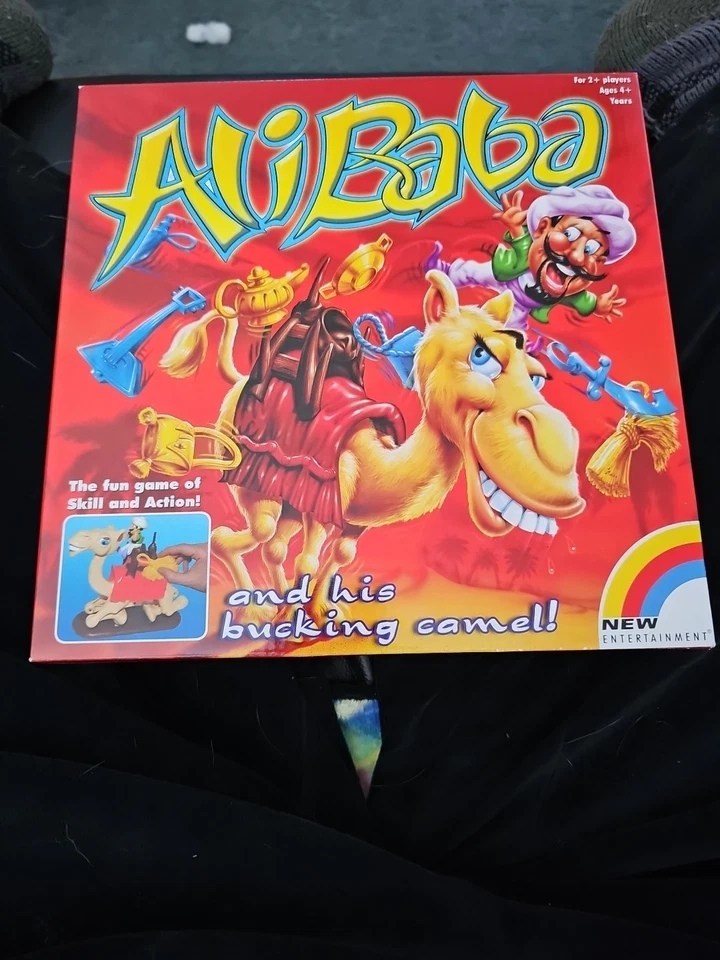 For 2+ players
Ages 4+
Years
AliBaba
The fun game of
Skill and Action!
and his
bucking camel!
NEW
ENTERTAINMENT®